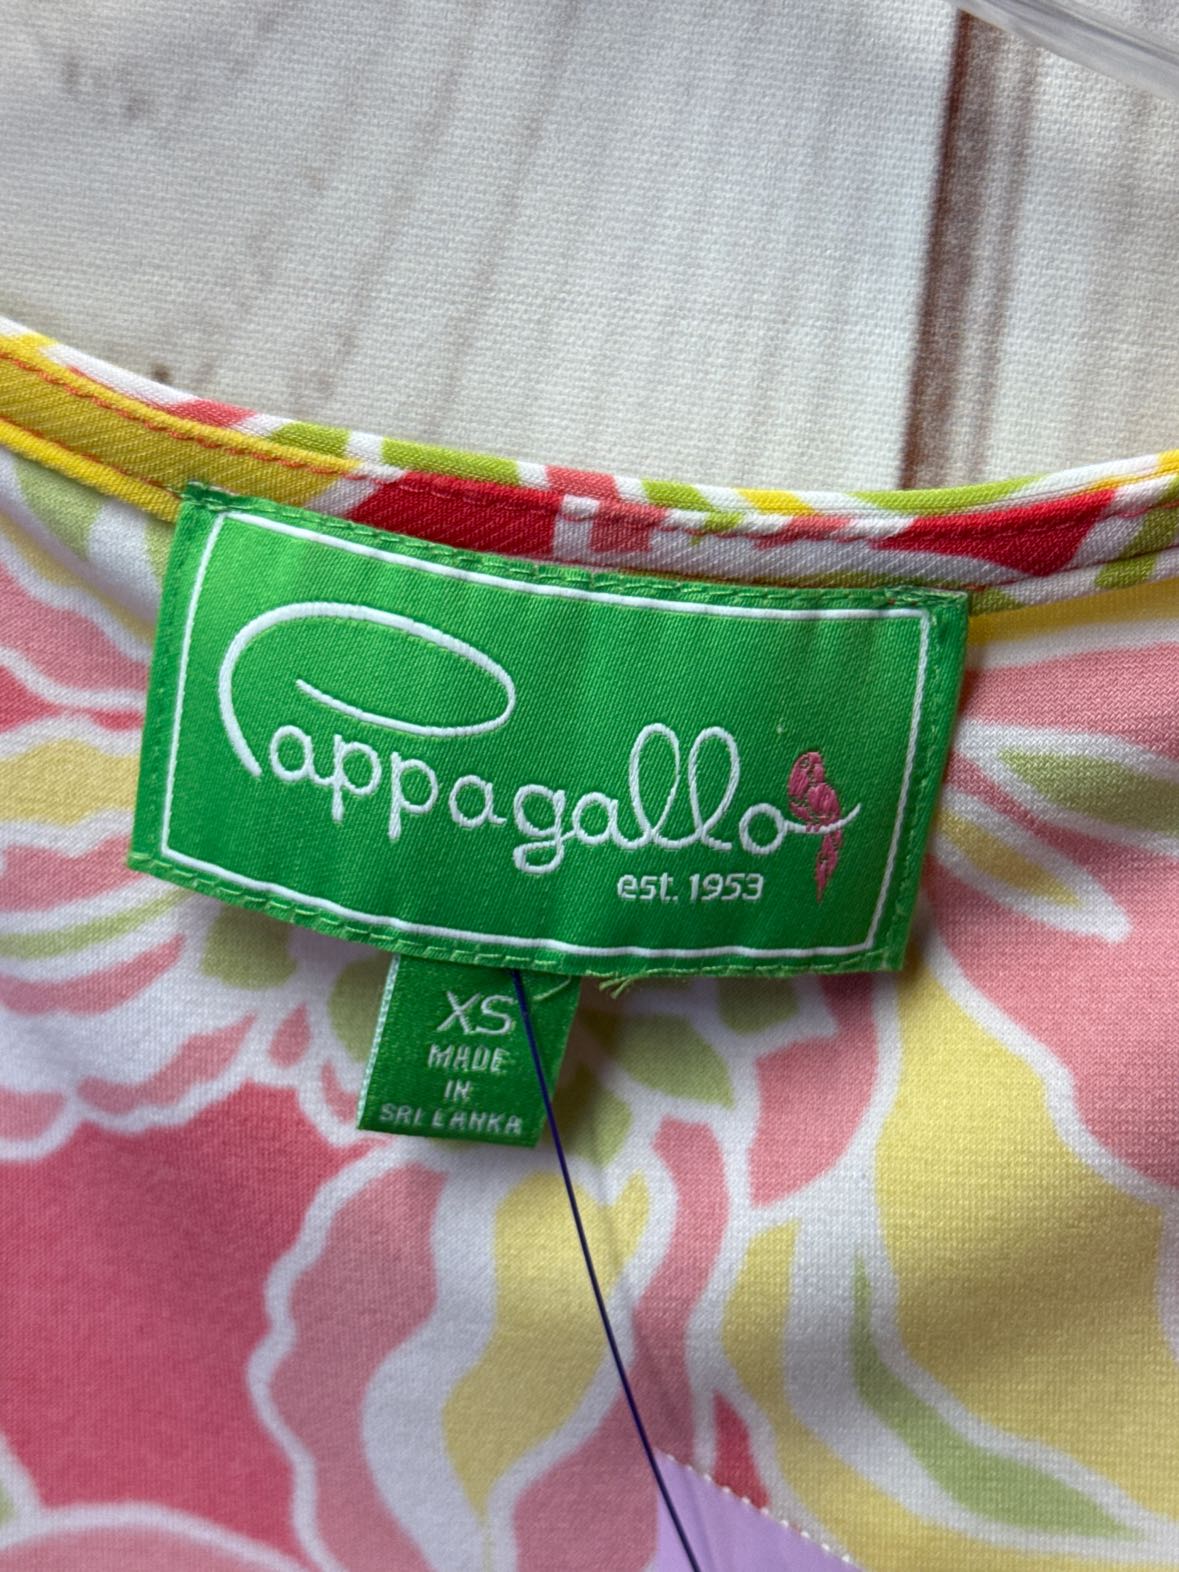 Pappagallo
est. 1953
XS
MADE
IN
SRI LANKA